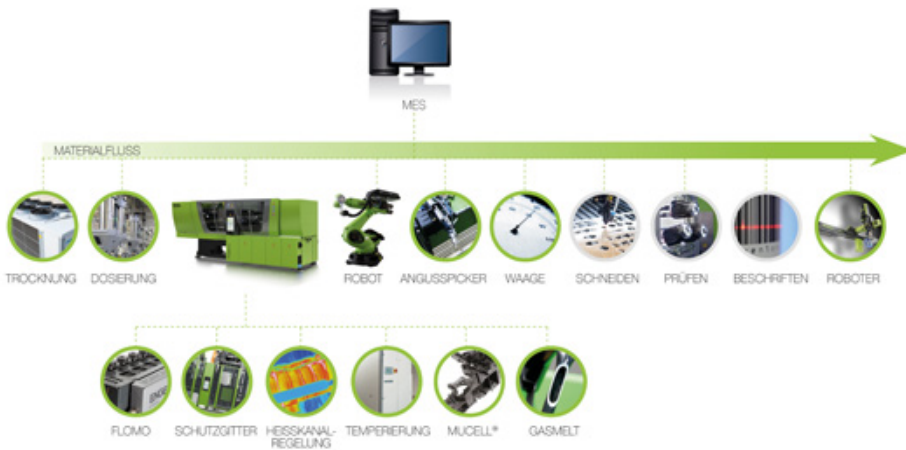 MES
MATERIALFLUSS
TROCKNUNG
DOSIERUNG
ROBOT
ANGUSSPICKER
WAAGE
SCHNEIDEN
PRÜFEN
BESCHRIFTEN
ROBOTER
FLOMO
SCHUTZGITTER
HEISSKANAL-
REGELUNG
TEMPERIERUNG
MUCELL®
GASMELT